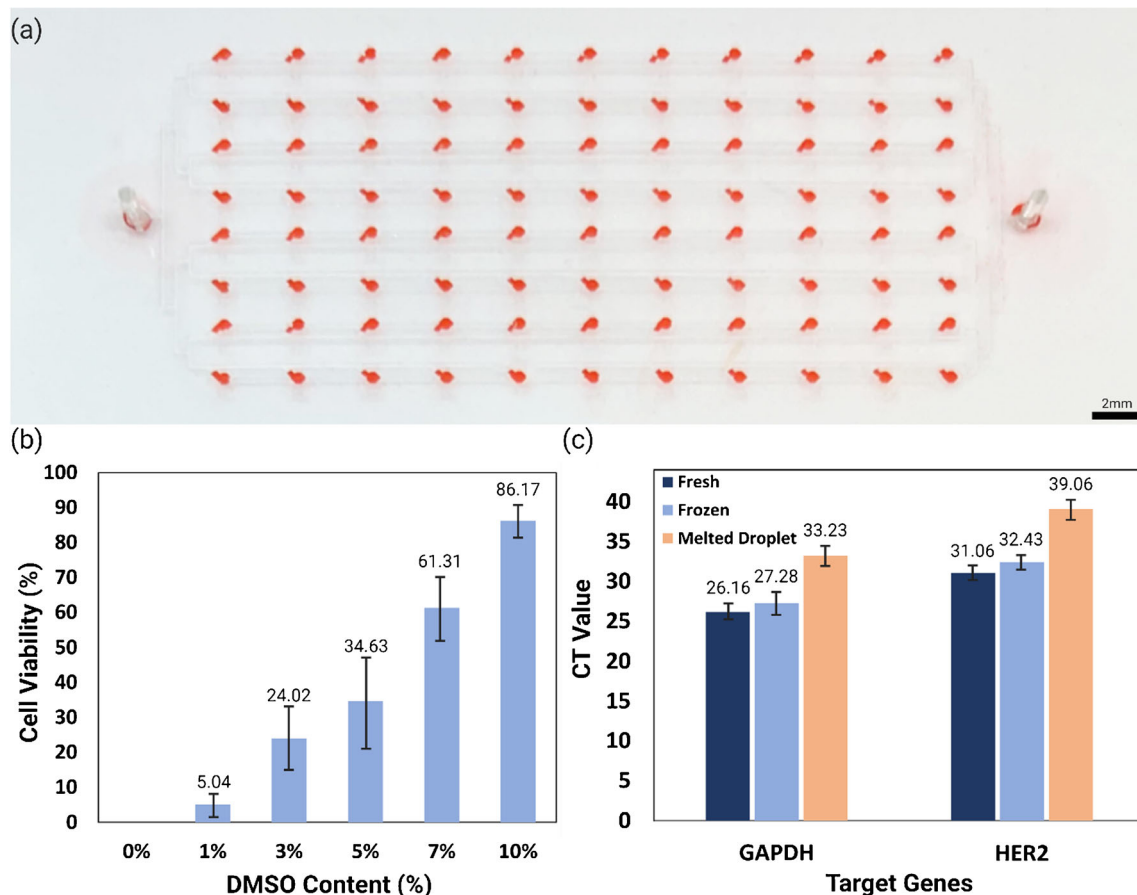 (a)
2mm
(b)
Cell Viability (%)
100
90
80
70
60
50
40
30
20
10
0
5.04
24.02
34.63
61.31
86.17
0%
1%
3%
5%
7%
10%
DMSO Content (%)
(c)
CT Value
40
35
30
25
20
15
10
5
0
Fresh
Frozen
Melted Droplet
26.16
27.28
33.23
31.06
32.43
39.06
GAPDH
HER2
Target Genes